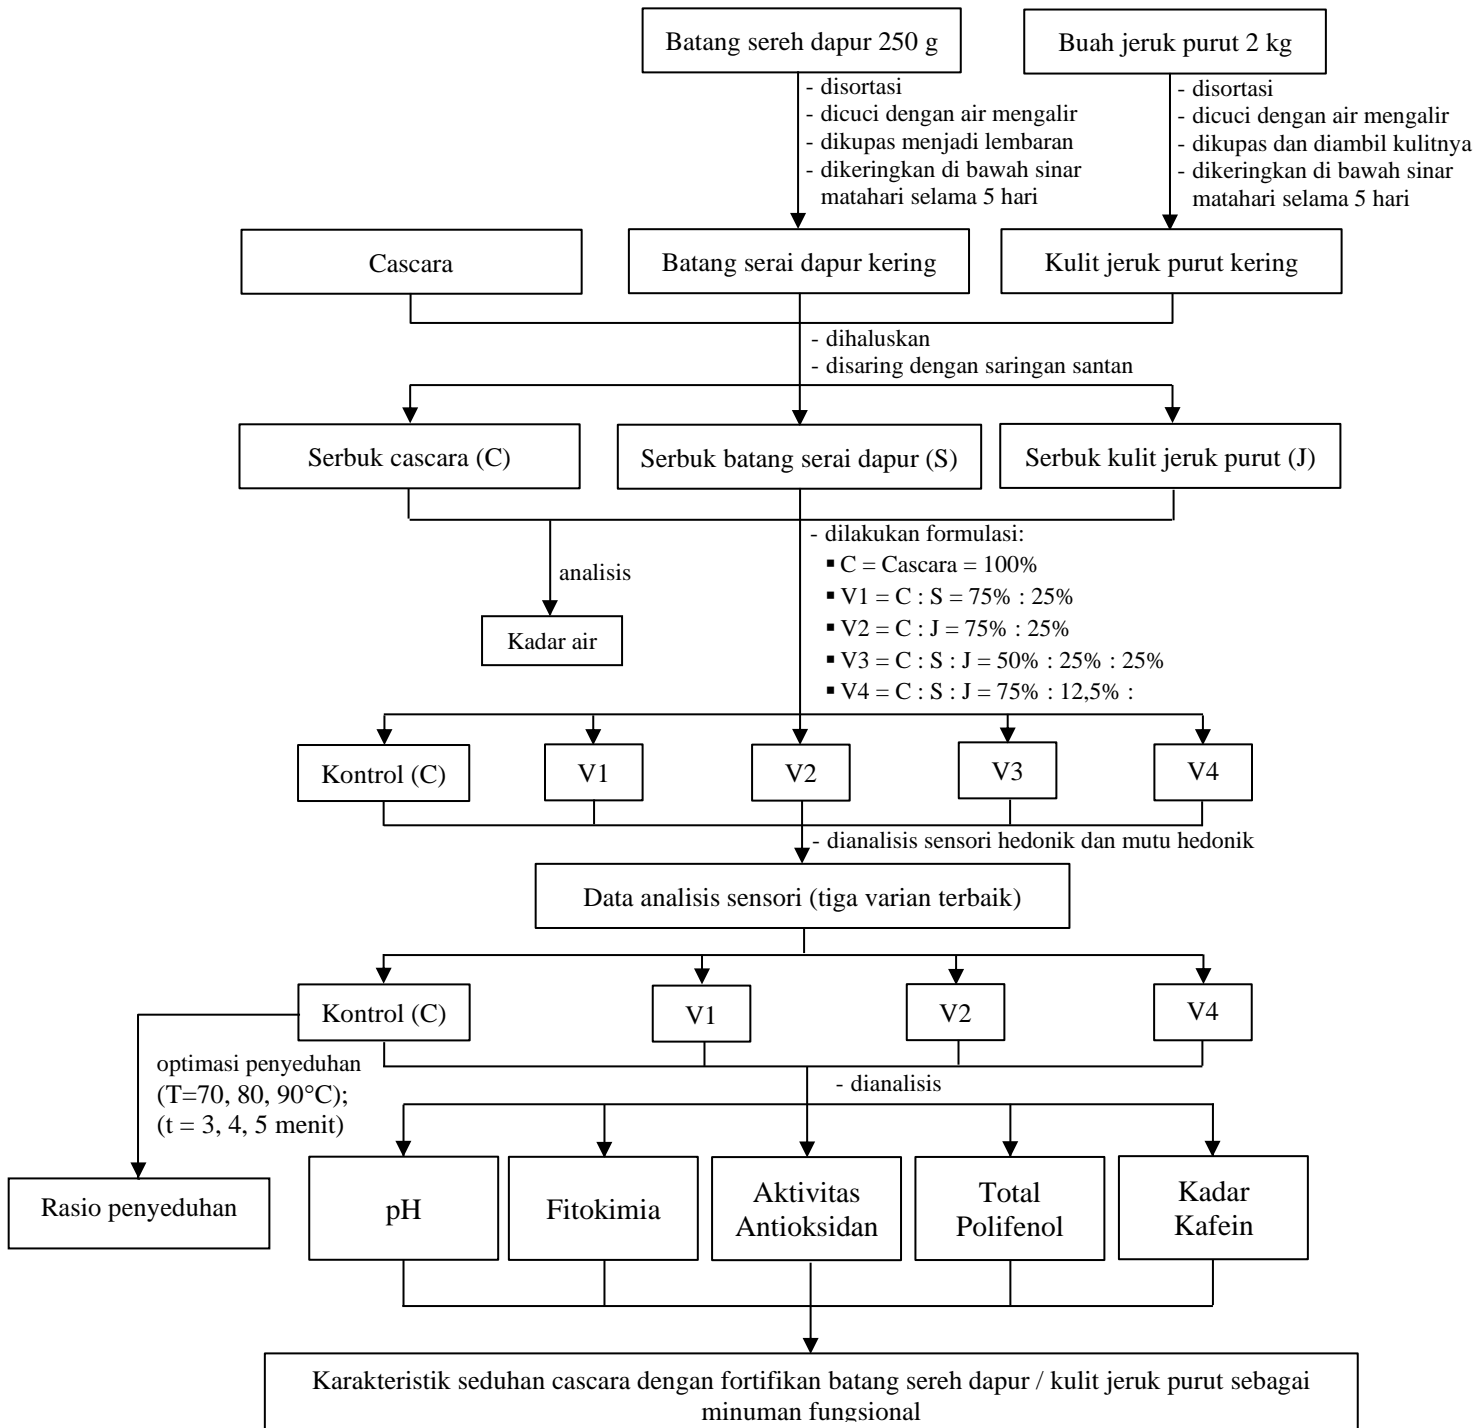 Batang sereh dapur 250 g
Buah jeruk purut 2 kg
- disortasi
- dicuci dengan air mengalir
- dikupas menjadi lembaran
- dikeringkan di bawah sinar
matahari selama 5 hari
- disortasi
- dicuci dengan air mengalir
- dikupas dan diambil kulitnya
- dikeringkan di bawah sinar
matahari selama 5 hari
Cascara
Batang serai dapur kering
Kulit jeruk purut kering
- dihaluskan
- disaring dengan saringan santan
Serbuk cascara (C)
Serbuk batang serai dapur (S)
Serbuk kulit jeruk purut (J)
analisis
Kadar air
- dilakukan formulasi:
▪ C = Cascara = 100%
▪ V1 = C : S = 75% : 25%
▪ V2 = C : J = 75% : 25%
▪ V3 = C : S : J = 50% : 25% : 25%
▪ V4 = C : S : J = 75% : 12,5% :
Kontrol (C)
V1
V2
V3
V4
- dianalisis sensori hedonik dan mutu hedonik
Data analisis sensori (tiga varian terbaik)
Kontrol (C)
V1
V2
V4
optimasi penyeduhan
(T=70, 80, 90°C);
(t = 3, 4, 5 menit)
- dianalisis
Rasio penyeduhan
pH
Fitokimia
Aktivitas
Antioksidan
Total
Polifenol
Kadar
Kafein
Karakteristik seduhan cascara dengan fortifikan batang sereh dapur / kulit jeruk purut sebagai
minuman fungsional